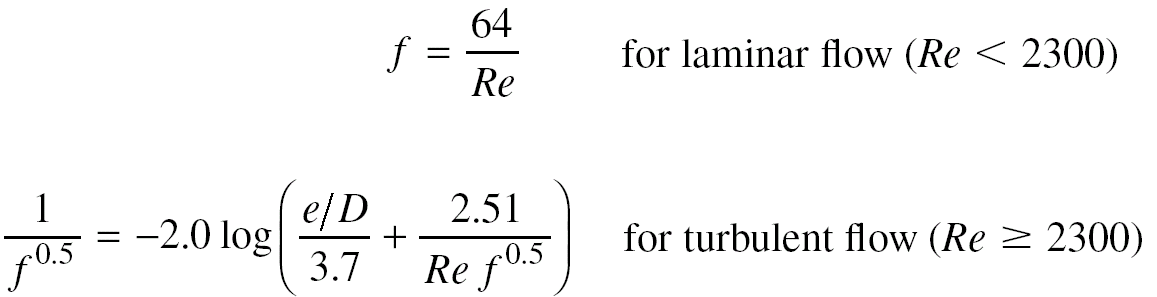 f = 64/Re for laminar flow (Re < 2300)
1/f^0.5 = −2.0 log(e/D/3.7 + 2.51/Re f^0.5) for turbulent flow (Re ≥ 2300)